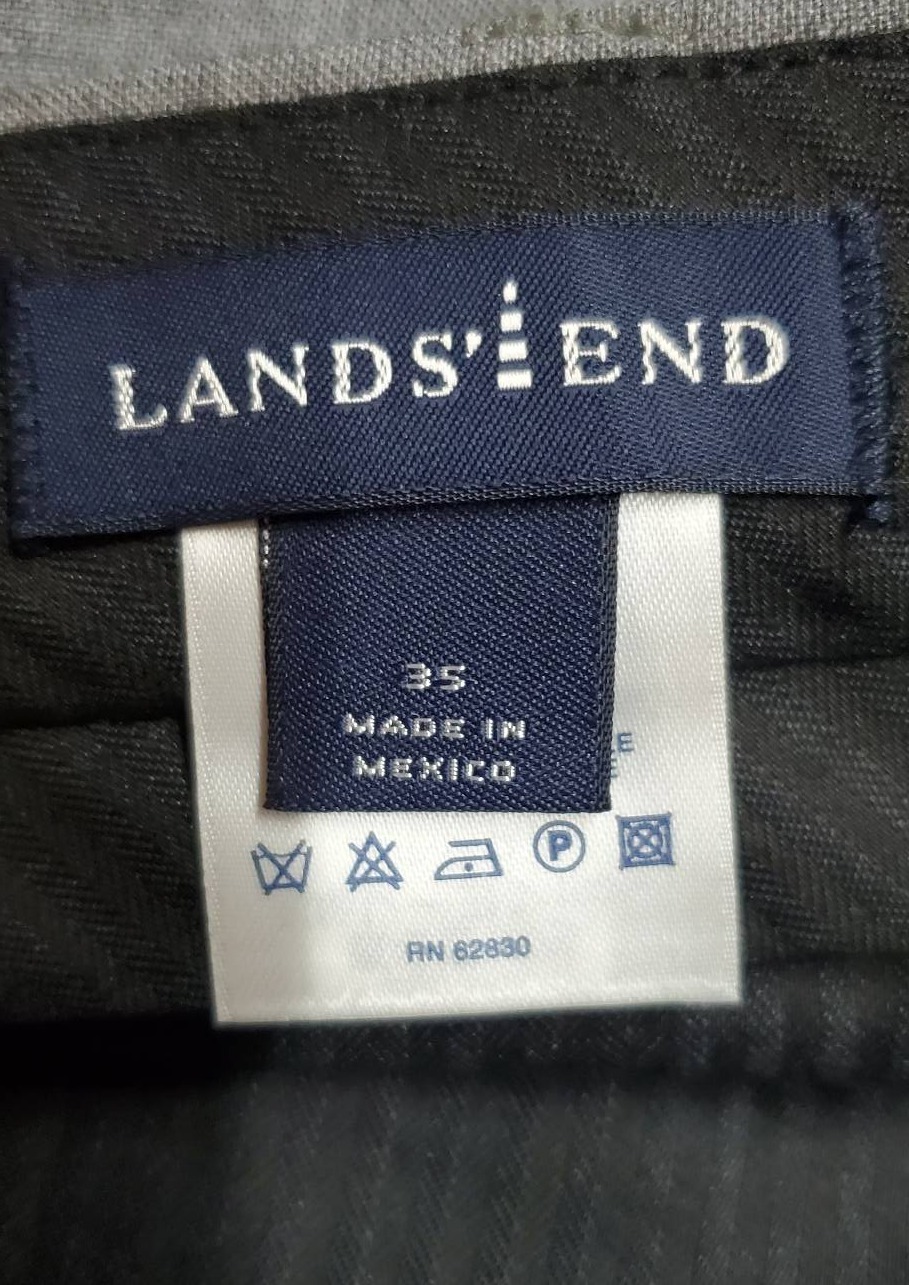 LANDS' END
35
MADE IN
MEXICO
P
RN 62830